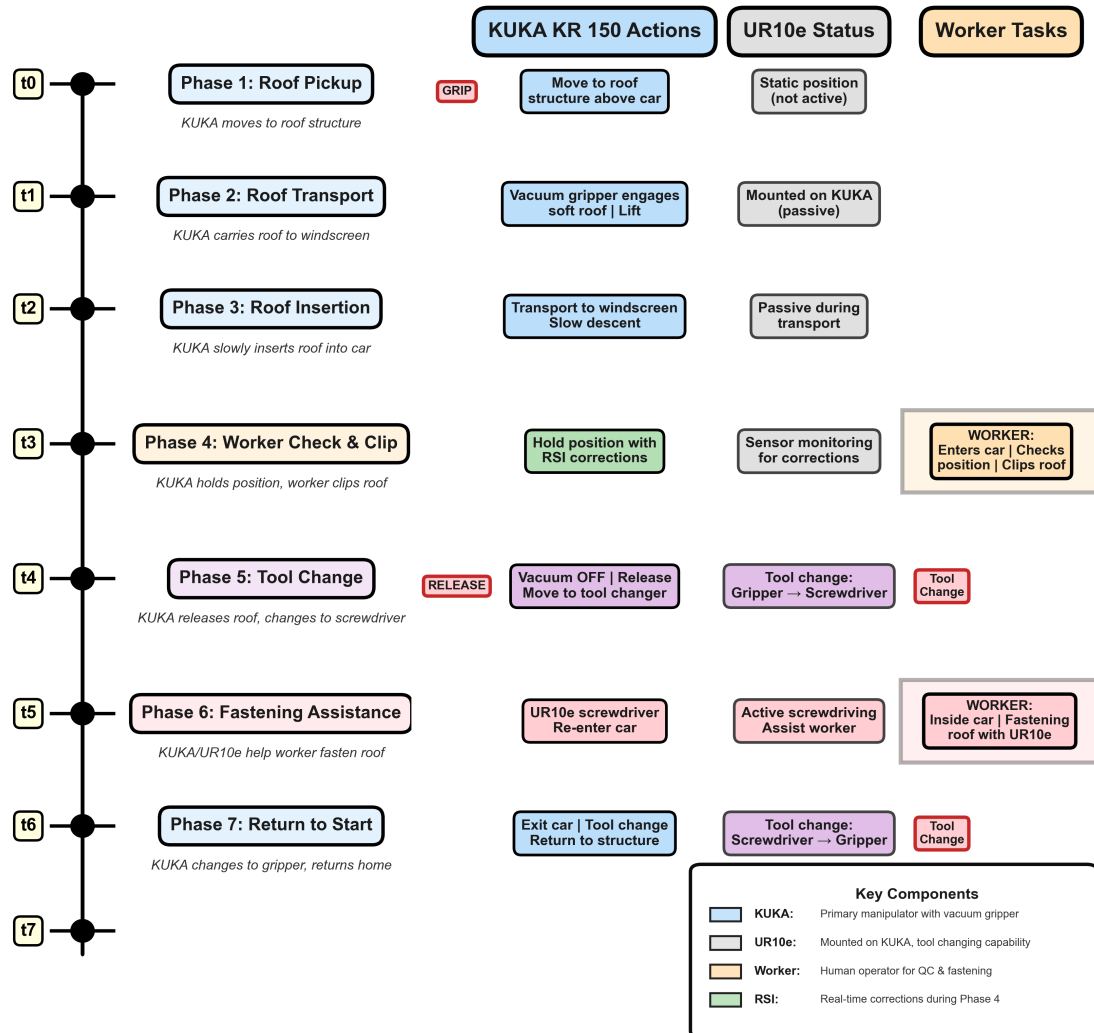 KUKA KR 150 Actions
UR10e Status
Worker Tasks
t0
Phase 1: Roof Pickup
KUKA moves to roof structure
GRIP
Move to roof
structure above car
Static position
(not active)
t1
Phase 2: Roof Transport
KUKA carries roof to windscreen
Vacuum gripper engages
soft roof | Lift
Mounted on KUKA
(passive)
t2
Phase 3: Roof Insertion
KUKA slowly inserts roof into car
Transport to windscreen
Slow descent
Passive during
transport
t3
Phase 4: Worker Check & Clip
KUKA holds position, worker clips roof
Hold position with
RSI corrections
Sensor monitoring
for corrections
WORKER:
Enters car | Checks
position | Clips roof
t4
Phase 5: Tool Change
KUKA releases roof, changes to screwdriver
RELEASE
Vacuum OFF | Release
Move to tool changer
Tool change:
Gripper → Screwdriver
Tool
Change
t5
Phase 6: Fastening Assistance
KUKA/UR10e help worker fasten roof
UR10e screwdriver
Re-enter car
Active screwdriving
Assist worker
WORKER:
Inside car | Fastening
roof with UR10e
t6
Phase 7: Return to Start
KUKA changes to gripper, returns home
Exit car | Tool change
Return to structure
Tool change:
Screwdriver → Gripper
Tool
Change
t7
Key Components
KUKA: Primary manipulator with vacuum gripper
UR10e: Mounted on KUKA, tool changing capability
Worker: Human operator for QC & fastening
RSI: Real-time corrections during Phase 4